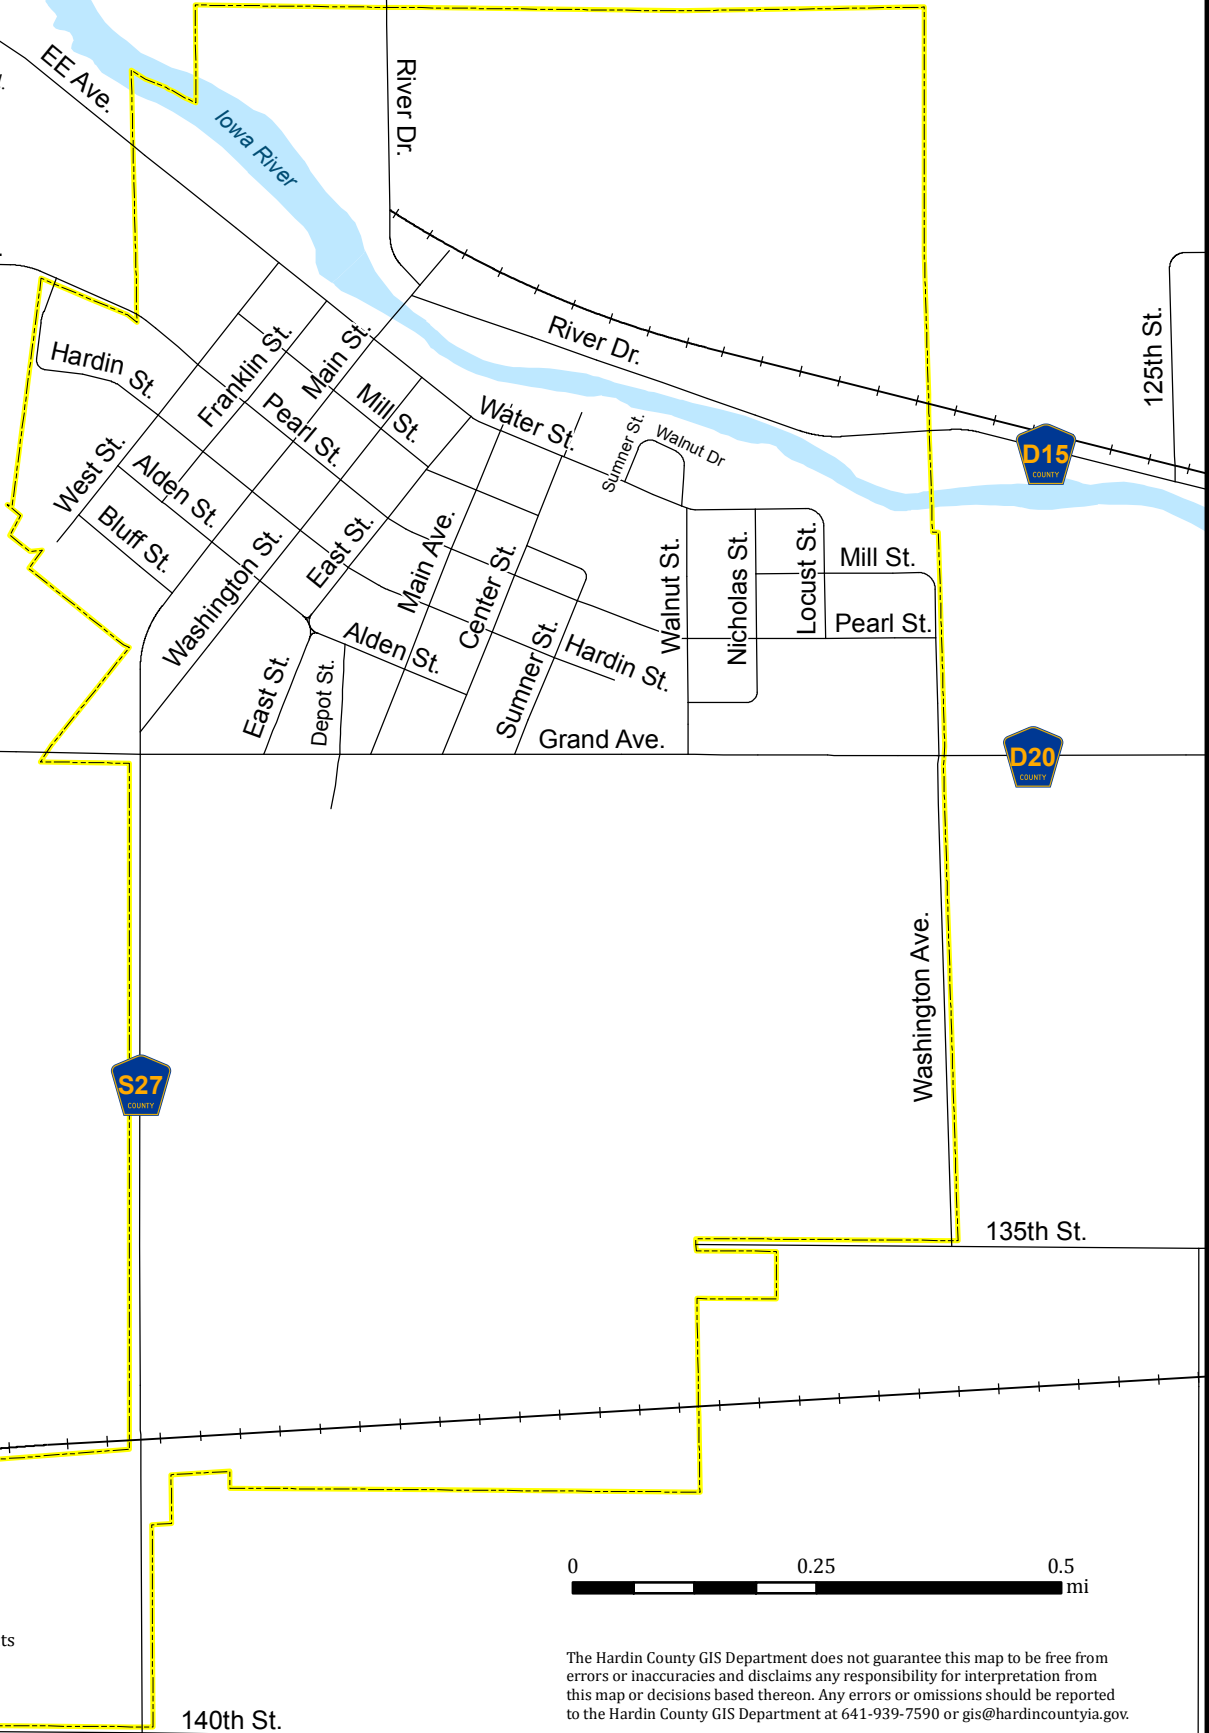 EE Ave.
River Dr.
Iowa River
125th St.
River Dr.
Hardin St.
Franklin St.
Main St.
Mill St.
Pearl St.
Water St.
Sumner St.
Walnut Dr
D15
COUNTY
West St.
Alden St.
Bluff St.
Washington St.
East St.
Main Ave.
Center St.
Walnut St.
Nicholas St.
Locust St.
Mill St.
Pearl St.
Alden St.
Sumner St.
Hardin St.
East St.
Depot St.
Grand Ave.
D20
COUNTY
Washington Ave.
S27
COUNTY
135th St.
0 0.25 0.5
mi
ts
The Hardin County GIS Department does not guarantee this map to be free from
errors or inaccuracies and disclaims any responsibility for interpretation from
this map or decisions based thereon. Any errors or omissions should be reported
to the Hardin County GIS Department at 641-939-7590 or gis@hardincountyia.gov.
140th St.